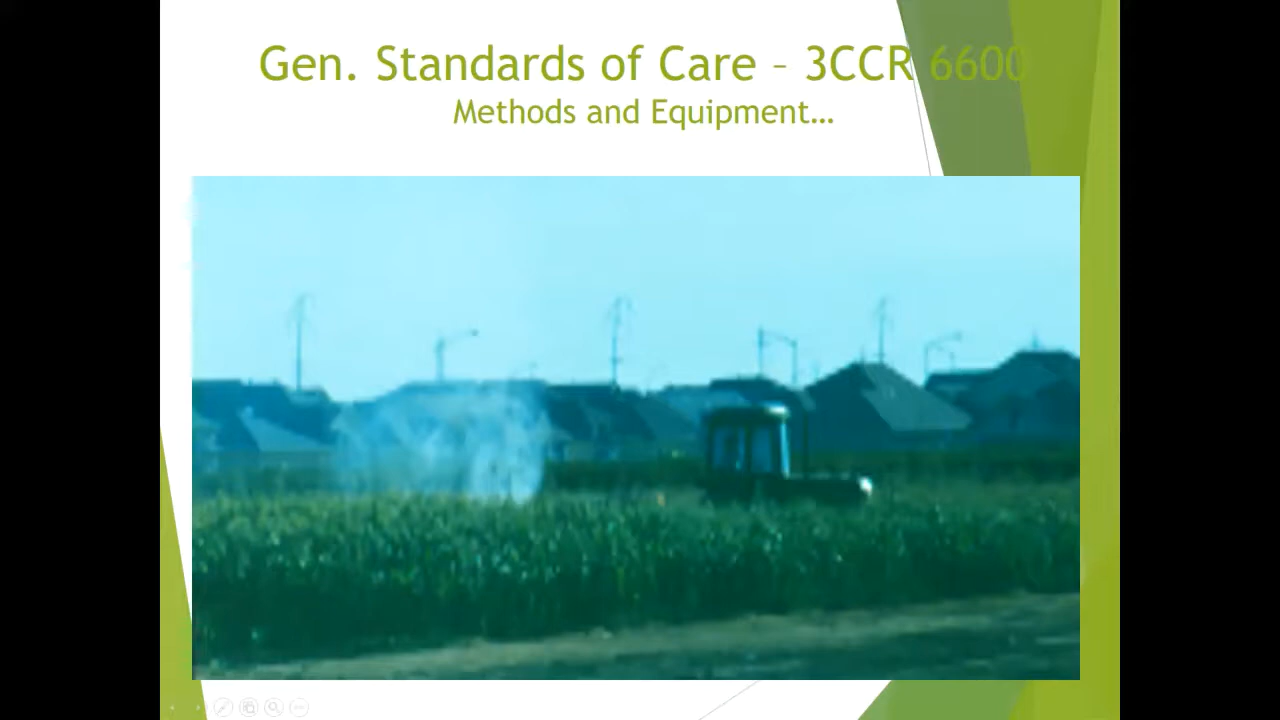 Gen. Standards of Care – 3CCR 6600
Methods and Equipment…